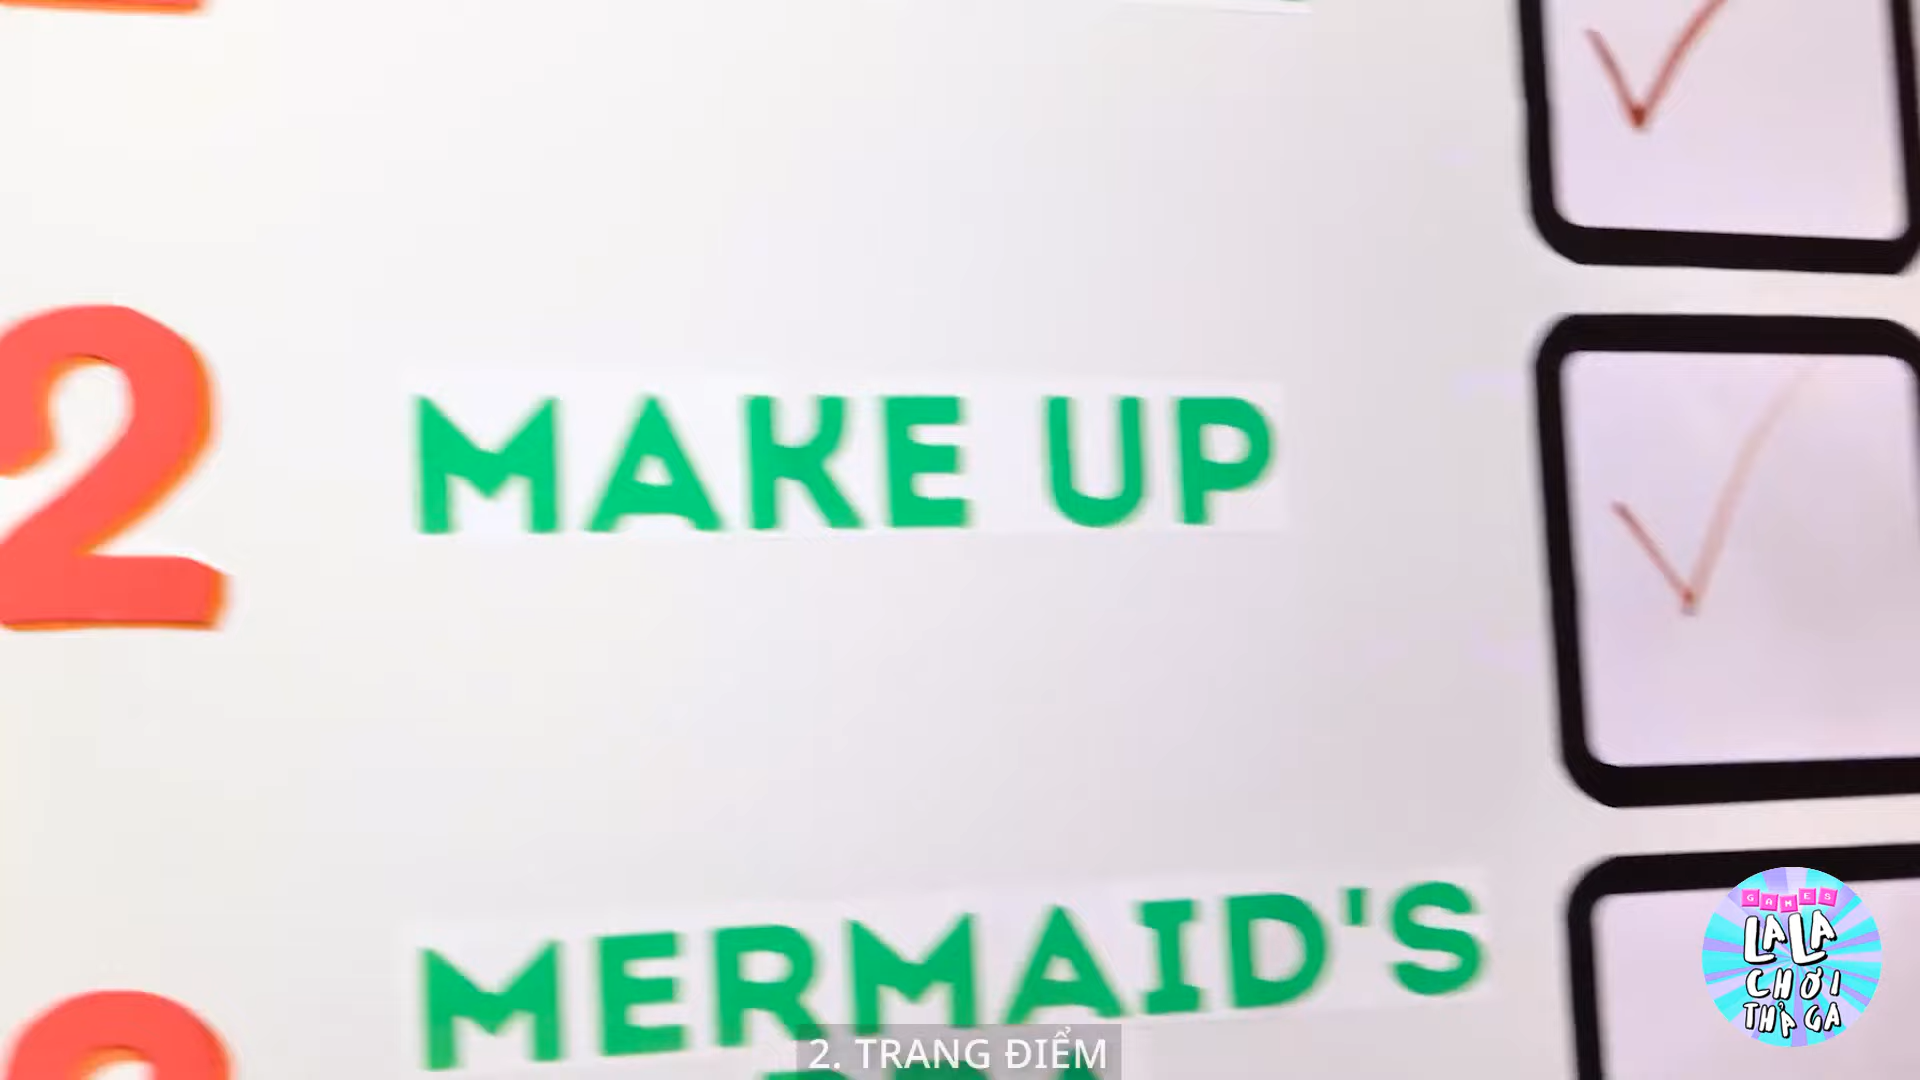 2 MAKE UP
MERMAID'S
2. TRANG ĐIỂM
GAMES
LA LA
CHƠI
THẢ GA